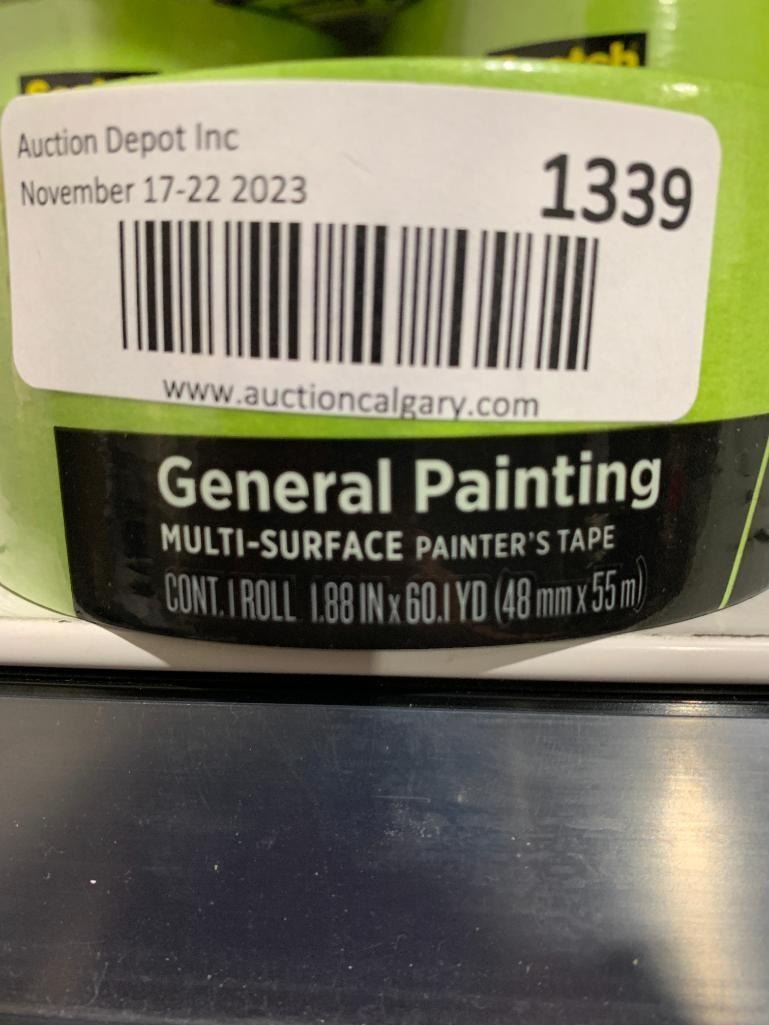 Scotch
Auction Depot Inc
November 17-22 2023
1339
www.auctioncalgary.com
General Painting
MULTI-SURFACE PAINTER'S TAPE
CONT. 1 ROLL 1.88 IN x 60.1 YD (48 mm x 55 m)